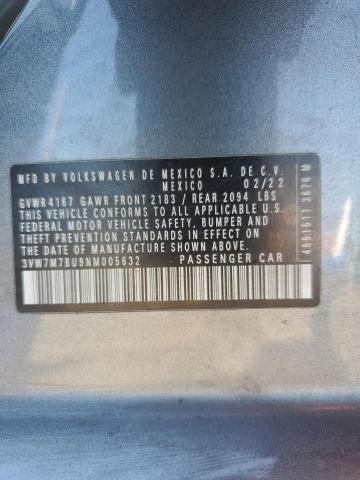 MFD BY VOLKSWAGEN DE MEXICO S.A. DE C.V.
MEXICO 02/22
GVWR 4167 GAWR FRONT 2183 / REAR 2094 LBS
THIS VEHICLE CONFORMS TO ALL APPLICABLE U.S.
FEDERAL MOTOR VEHICLE SAFETY, BUMPER AND
THEFT PREVENTION STANDARDS IN EFFECT ON
THE DATE OF MANUFACTURE SHOWN ABOVE
3VW7M7BU9NM005632 PASSENGER CAR
4551511 3676 M